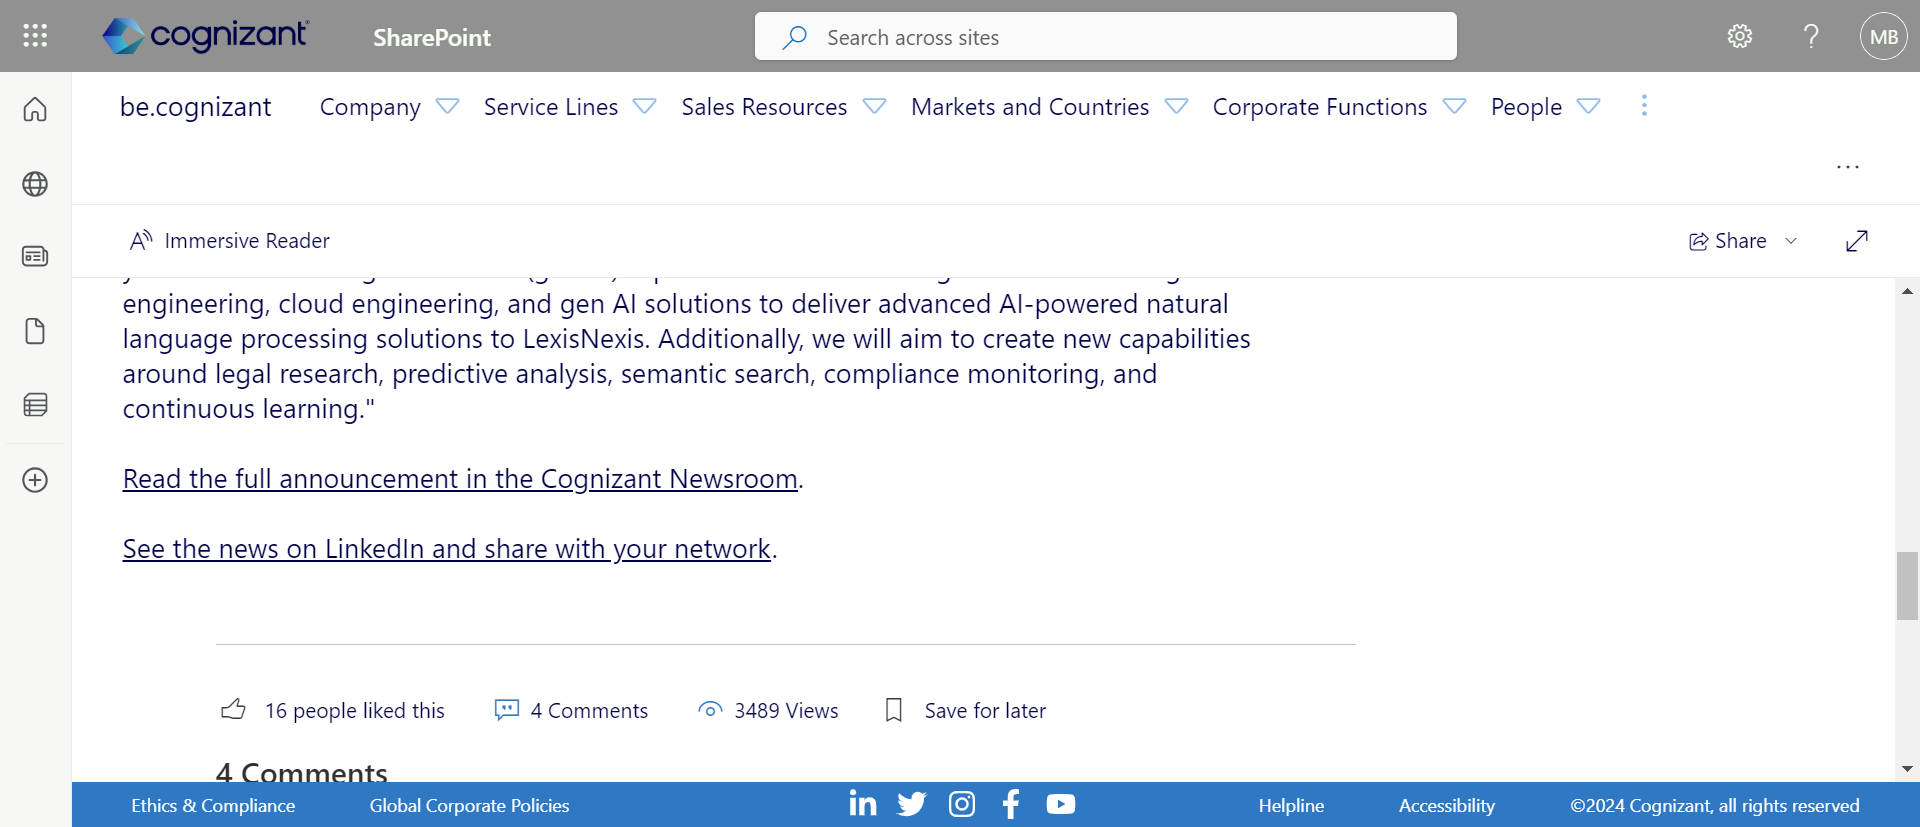 cognizant
SharePoint
Search across sites
MB
be.cognizant
Company
Service Lines
Sales Resources
Markets and Countries
Corporate Functions
People
Immersive Reader
Share
engineering, cloud engineering, and gen AI solutions to deliver advanced AI-powered natural
language processing solutions to LexisNexis. Additionally, we will aim to create new capabilities
around legal research, predictive analysis, semantic search, compliance monitoring, and
continuous learning."
Read the full announcement in the Cognizant Newsroom.
See the news on LinkedIn and share with your network.
16 people liked this
4 Comments
3489 Views
Save for later
4 Comments
Ethics & Compliance
Global Corporate Policies
Helpline
Accessibility
©2024 Cognizant, all rights reserved